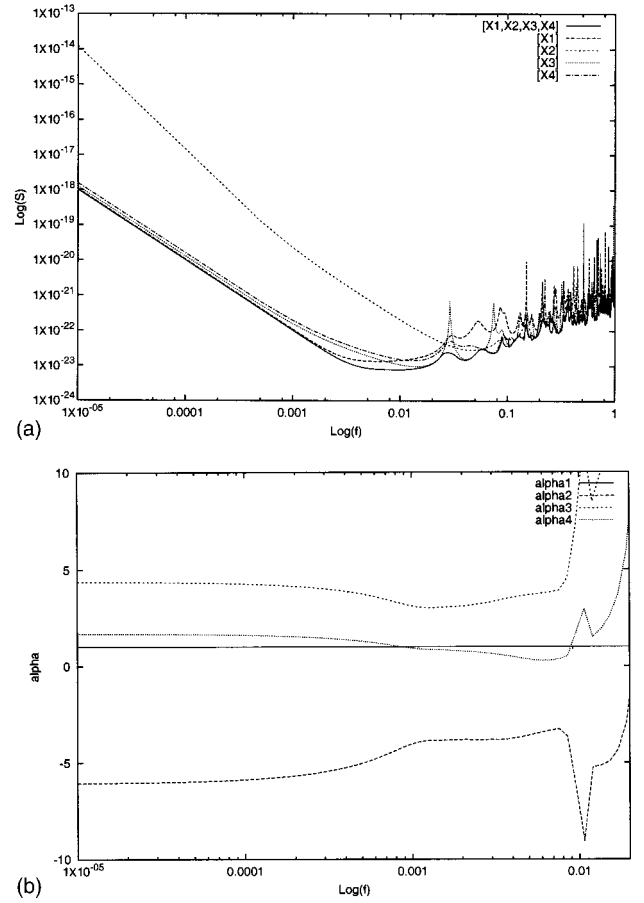 1X10^-13
1X10^-14
1X10^-15
1X10^-16
1X10^-17
1X10^-18
1X10^-19
1X10^-20
1X10^-21
1X10^-22
1X10^-23
1X10^-24
Log(S)
[X1,X2,X3,X4]
[X1]
[X2]
[X3]
[X4]
1X10^-05
0.0001
0.001
0.01
0.1
1
Log(f)
(a)
10
5
0
-5
-10
alpha
alpha1
alpha2
alpha3
alpha4
1X10^-05
0.0001
0.001
0.01
Log(f)
(b)